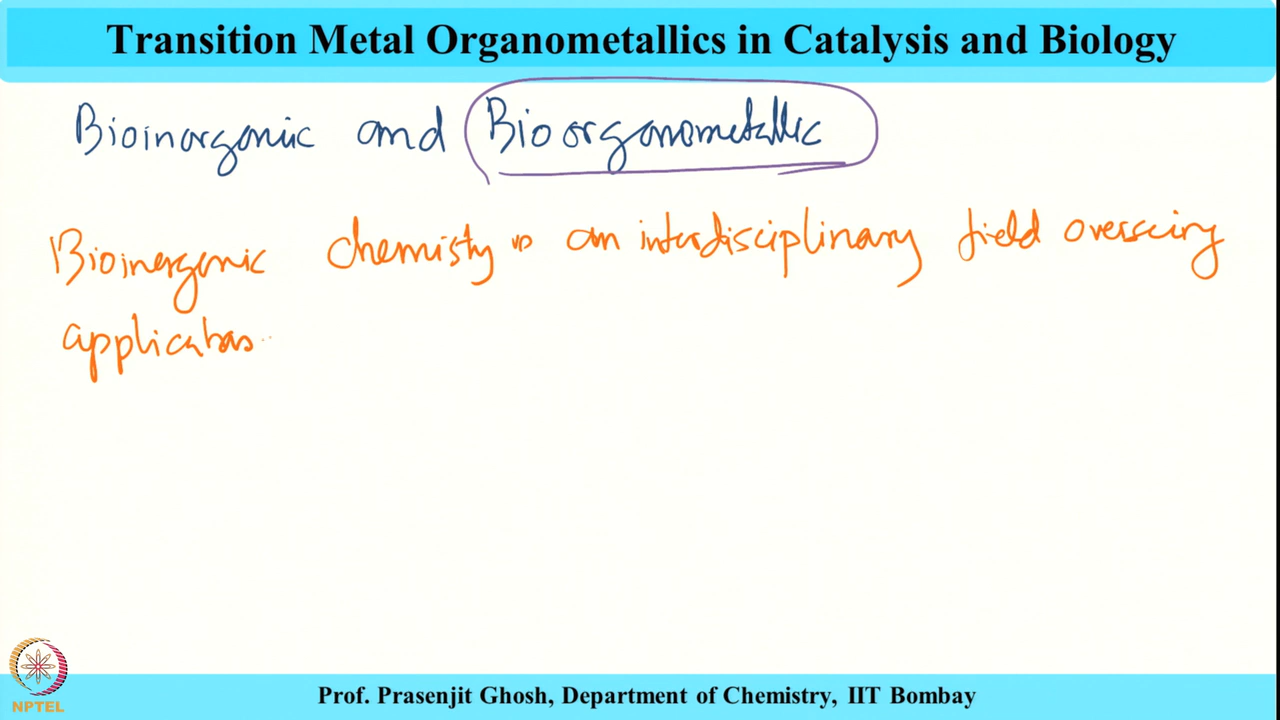 Transition Metal Organometallics in Catalysis and Biology
Bioinorganic and Bioorganometallic
Bioinorganic chemisty is an interdisciplinary field overseeing
applications
NPTEL
Prof. Prasenjit Ghosh, Department of Chemistry, IIT Bombay